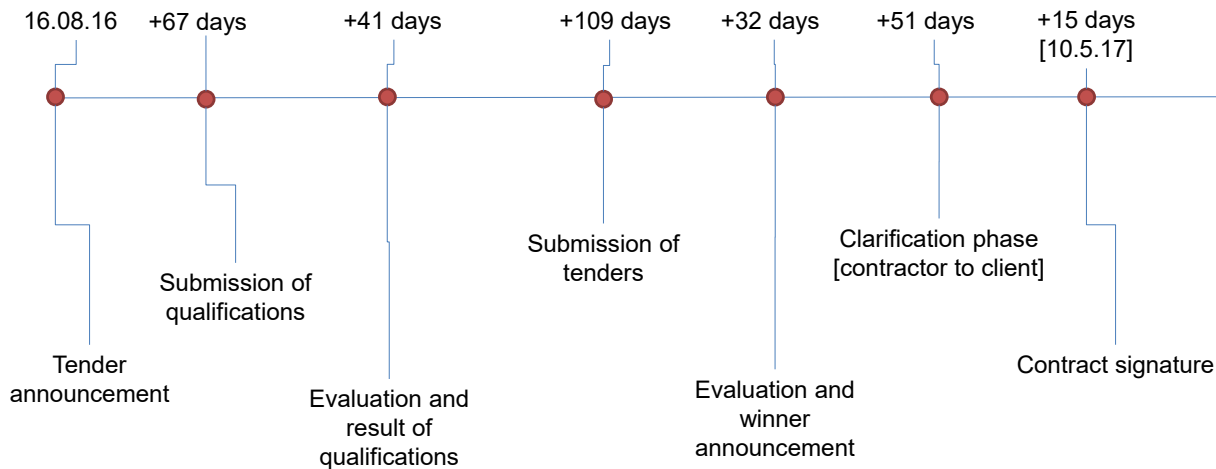 16.08.16
+67 days
+41 days
+109 days
+32 days
+51 days
+15 days
[10.5.17]
Tender
announcement
Submission of
qualifications
Evaluation and
result of
qualifications
Submission of
tenders
Evaluation and
winner
announcement
Clarification phase
[contractor to client]
Contract signature